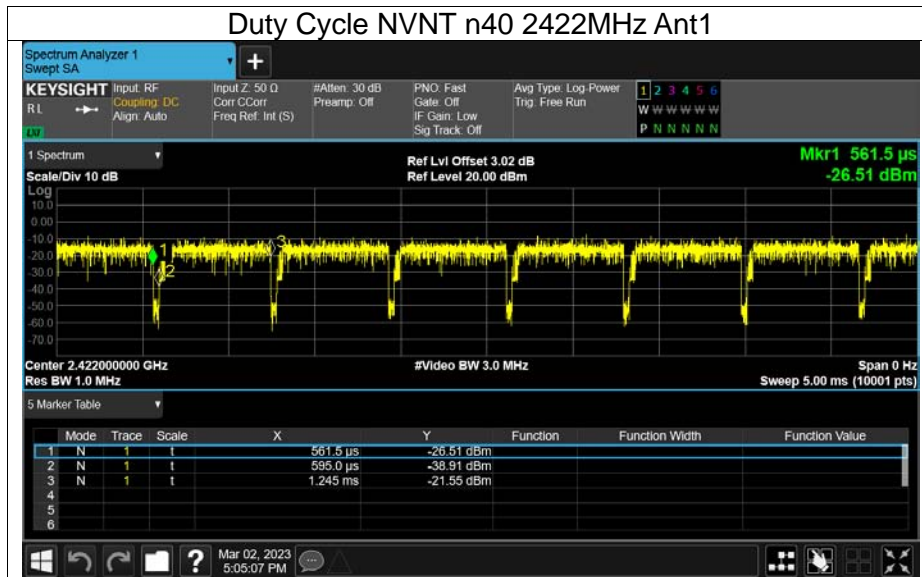 Duty Cycle NVNT n40 2422MHz Ant1
Spectrum Analyzer 1
Swept SA
+
KEYSIGHT Input: RF Input Z: 50 Ω #Atten: 30 dB PNO: Fast Avg Type: Log-Power 1 2 3 4 5 6
R L Coupling: DC Corr CCorr Preamp: Off Gate: Off Trig: Free Run W W W W W W
Align: Auto Freq Ref: Int (S) IF Gain: Low
LXI Sig Track: Off P N N N N N
1 Spectrum
Ref Lvl Offset 3.02 dB Mkr1 561.5 µs
Scale/Div 10 dB Ref Level 20.00 dBm -26.51 dBm
Log
10.0
0.00
-10.0
-20.0
-30.0
-40.0
-50.0
-60.0
-70.0
1
2
3
Center 2.422000000 GHz #Video BW 3.0 MHz Span 0 Hz
Res BW 1.0 MHz Sweep 5.00 ms (10001 pts)
5 Marker Table
Mode Trace Scale X Y Function Function Width Function Value
1 N 1 t 561.5 µs -26.51 dBm
2 N 1 t 595.0 µs -38.91 dBm
3 N 1 t 1.245 ms -21.55 dBm
4
5
6
? Mar 02, 2023
5:05:07 PM